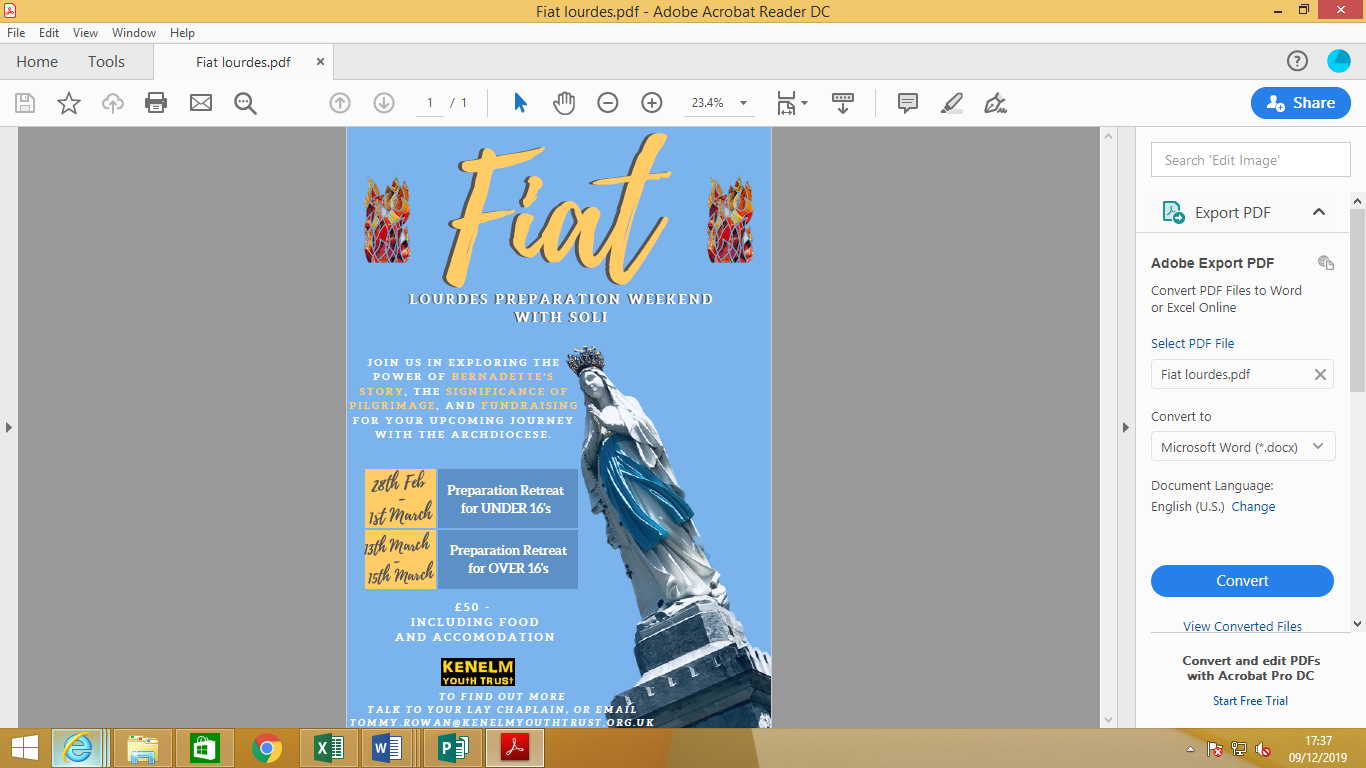 Fiat lourdes.pdf - Adobe Acrobat Reader DC
File Edit View Window Help
Home Tools Fiat lourdes.pdf
1 / 1 23.4% Share
Fiat
LOURDES PREPARATION WEEKEND
WITH SOLI
JOIN US IN EXPLORING THE
POWER OF BERNADETTE'S
STORY, THE SIGNIFICANCE OF
PILGRIMAGE, AND FUNDRAISING
FOR YOUR UPCOMING JOURNEY
WITH THE ARCHDIOCESE.
28th Feb
-
1st March
Preparation Retreat
for UNDER 16's
13th March
-
15th March
Preparation Retreat
for OVER 16's
£50 -
INCLUDING FOOD
AND ACCOMODATION
KENELM
YOUTH TRUST
TO FIND OUT MORE
TALK TO YOUR LAY CHAPLAIN, OR EMAIL
TOMMY.ROWAN@KENELMYOUTHTRUST.ORG.UK
Search 'Edit Image'
Export PDF
Adobe Export PDF
Convert PDF Files to Word
or Excel Online
Select PDF File
Fiat lourdes.pdf
Convert to
Microsoft Word (*.docx)
Document Language:
English (U.S.) Change
Convert
View Converted Files
Convert and edit PDFs
with Acrobat Pro DC
Start Free Trial
17:37
09/12/2019